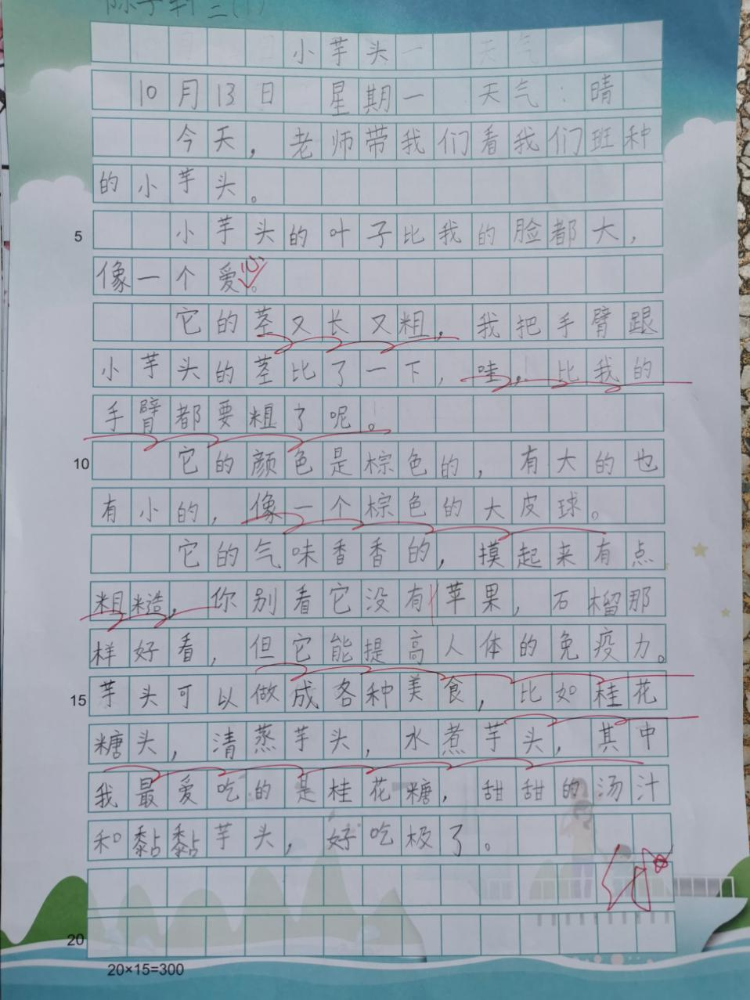 三(1)
小芋头
10月13日 星期一 天气:晴
今天,老师带我们看我们班种
的小芋头。
5 小芋头的叶子比我的脸都大,
像一个爱心。
它的茎又长又粗。我把手臂跟
小芋头的茎比了一下,哇,比我的
手臂都要粗了呢。
10 它的颜色是棕色的,有大的也
有小的,像一个棕色的大皮球。
它的气味香香的,摸起来有点
粗糙,你别看它没有苹果,石榴那
样好看,但它能提高人体的免疫力。
15 芋头可以做成各种美食,比如桂花
糖头,清蒸芋头,水煮芋头,其中
我最爱吃的是桂花糖,甜甜的汤汁
和黏黏芋头,好吃极了。
20
20×15=300